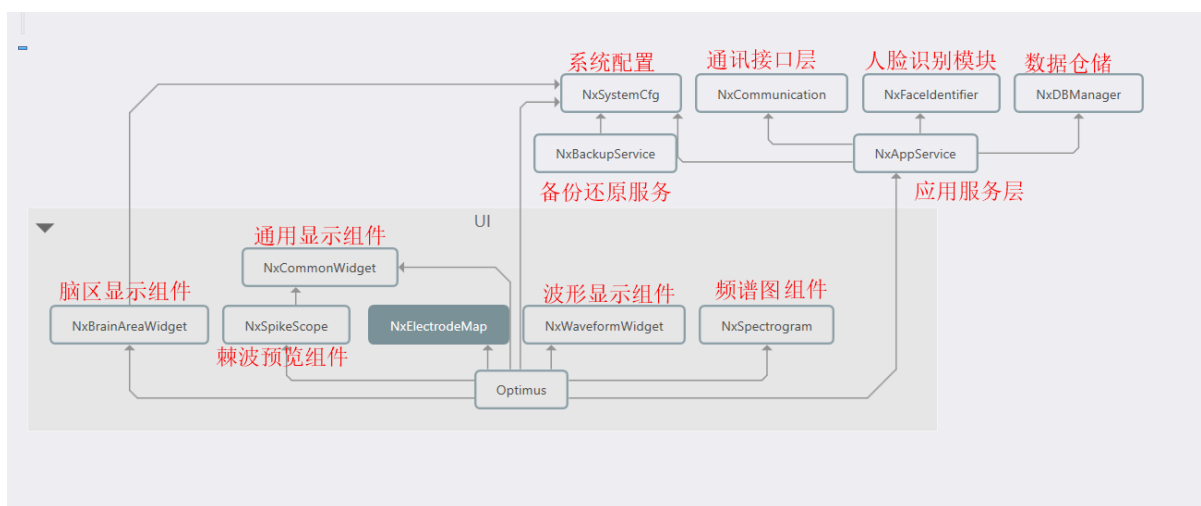 系统配置
通讯接口层
人脸识别模块
数据仓储
NxSystemCfg
NxCommunication
NxFaceIdentifier
NxDBManager
NxBackupService
NxAppService
备份还原服务
应用服务层
UI
通用显示组件
NxCommonWidget
脑区显示组件
波形显示组件
频谱图组件
NxBrainAreaWidget
NxSpikeScope
NxElectrodeMap
NxWaveformWidget
NxSpectrogram
棘波预览组件
Optimus